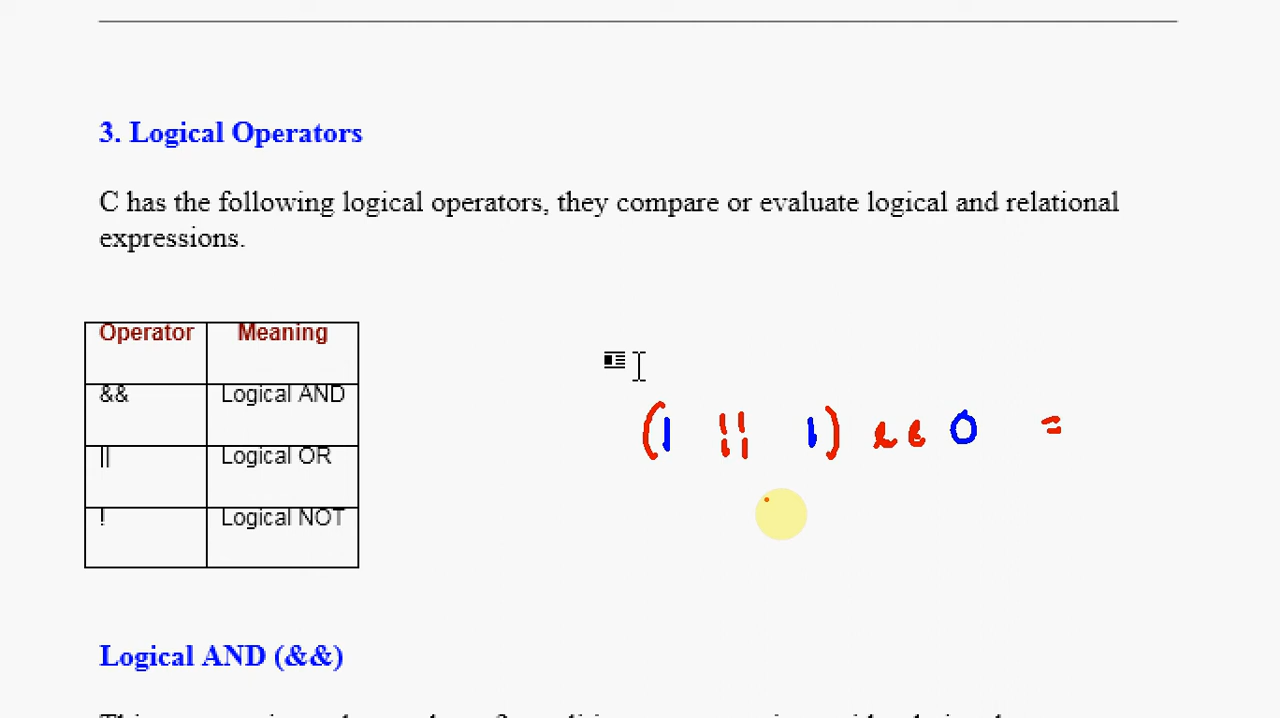 3. Logical Operators
C has the following logical operators, they compare or evaluate logical and relational
expressions.
Operator Meaning
&& Logical AND
|| Logical OR
! Logical NOT
(1 || 1) && 0 =
Logical AND (&&)